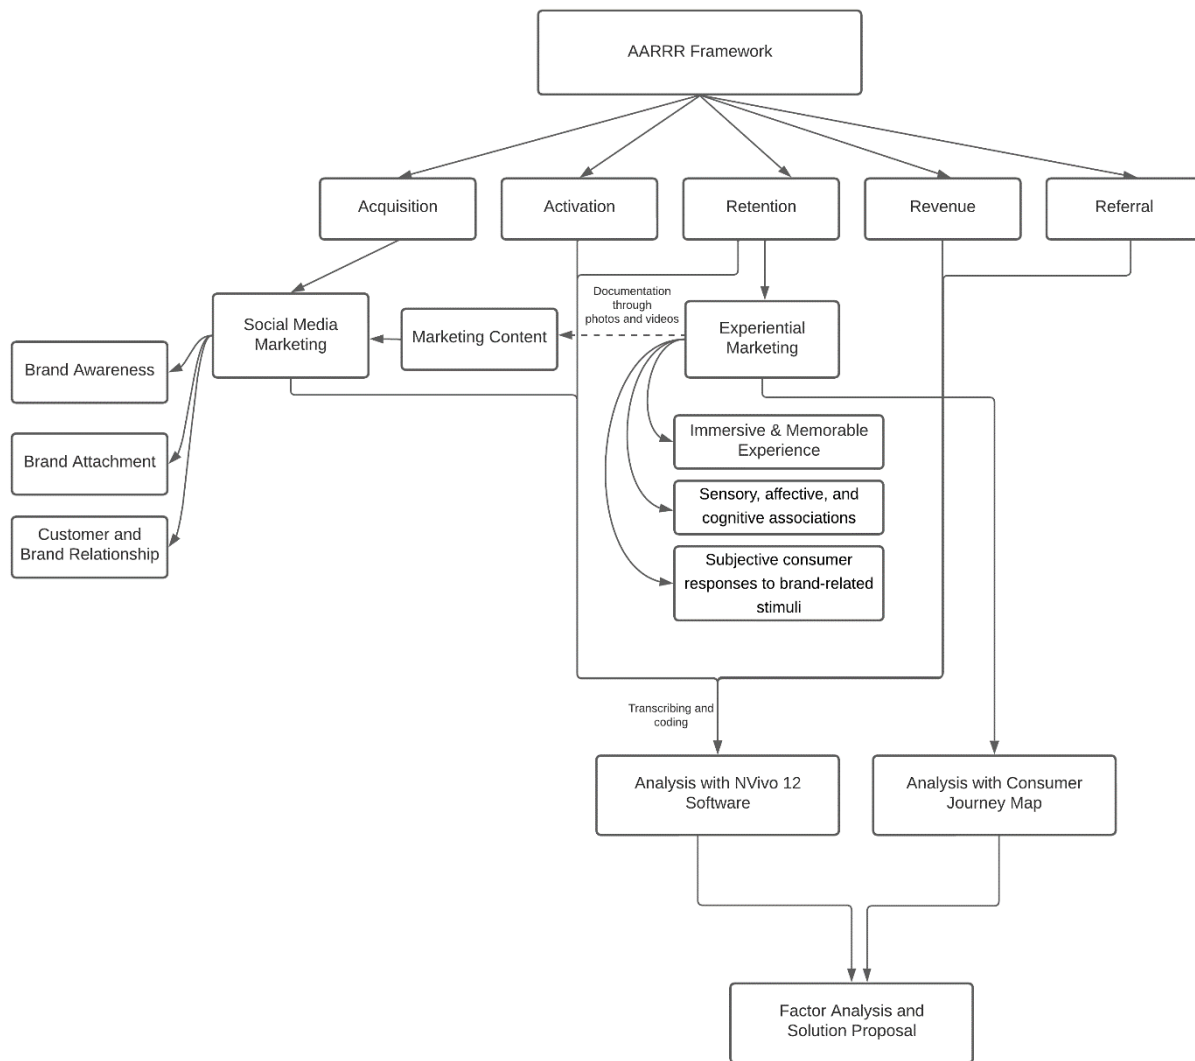 AARRR Framework
Acquisition
Activation
Retention
Revenue
Referral
Documentation
through
photos and videos
Social Media
Marketing
Marketing Content
Experiential
Marketing
Brand Awareness
Brand Attachment
Customer and
Brand Relationship
Immersive & Memorable
Experience
Sensory, affective, and
cognitive associations
Subjective consumer
responses to brand-related
stimuli
Transcribing and
coding
Analysis with NVivo 12
Software
Analysis with Consumer
Journey Map
Factor Analysis and
Solution Proposal